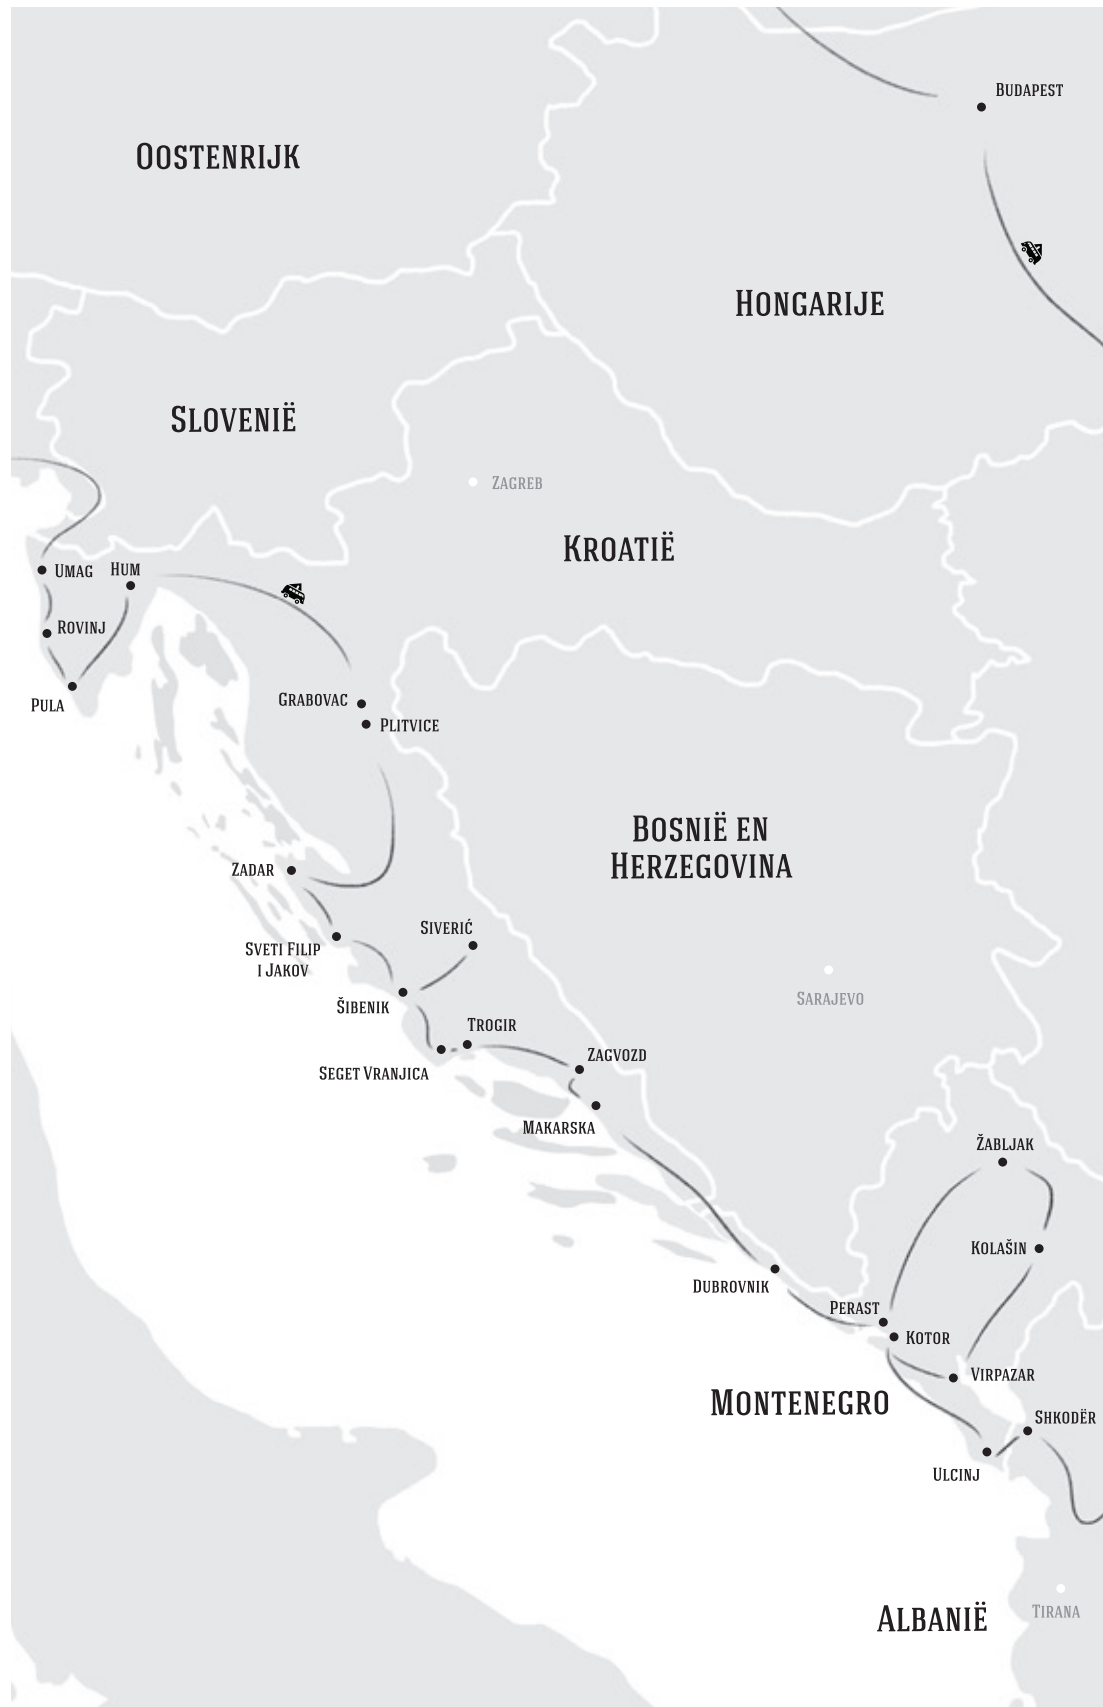 BUDAPEST
OOSTENRIJK
HONGARIJE
SLOVENIË
ZAGREB
KROATIË
UMAG
HUM
ROVINJ
PULA
GRABOVAC
PLITVICE
BOSNIË EN
HERZEGOVINA
ZADAR
SIVERIĆ
SVETI FILIP
I JAKOV
SARAJEVO
ŠIBENIK
TROGIR
ZAGVOZD
SEGET VRANJICA
MAKARSKA
ŽABLJAK
KOLAŠIN
DUBROVNIK
PERAST
KOTOR
VIRPAZAR
MONTENEGRO
SHKODËR
ULCINJ
ALBANIË
TIRANA